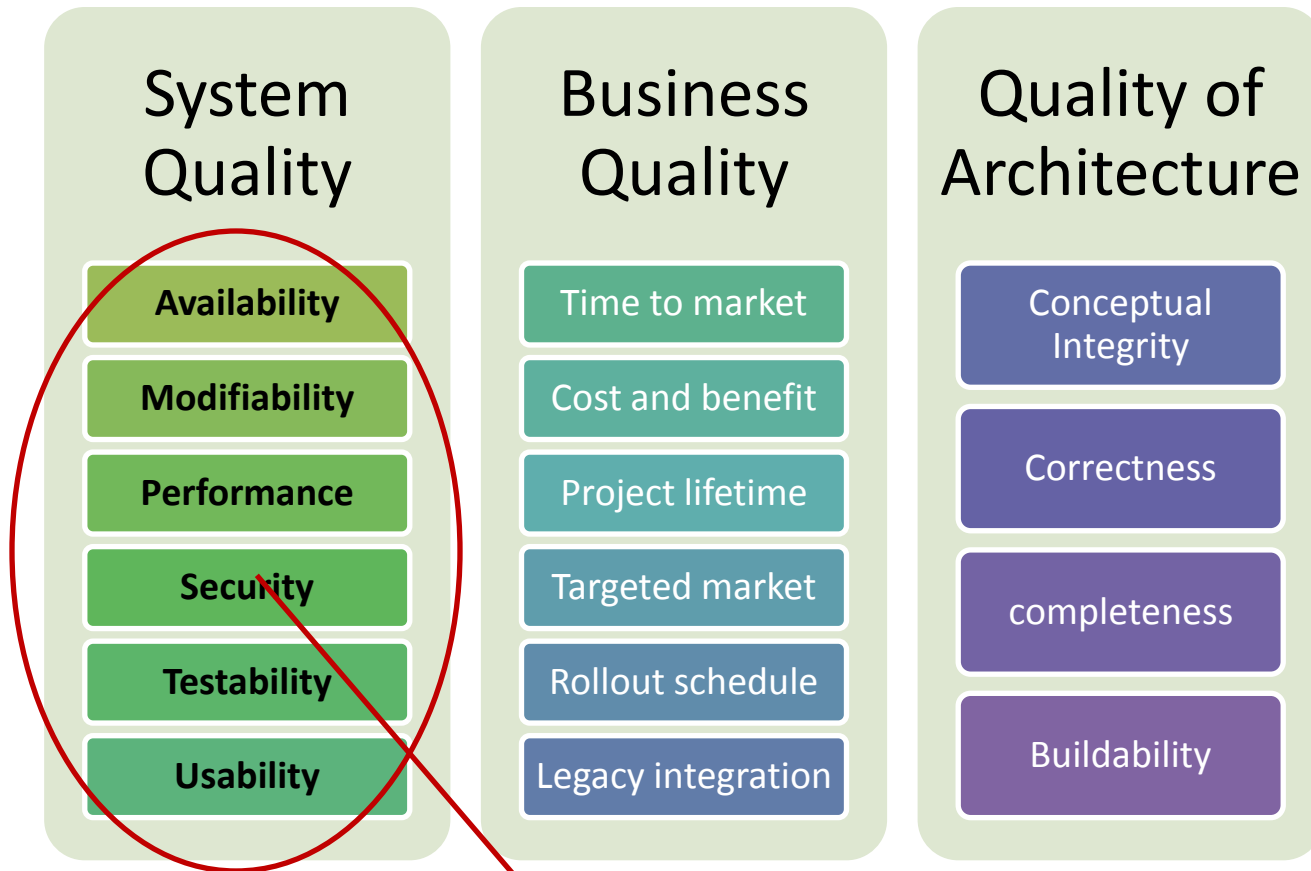 System
Quality
Availability
Modifiability
Performance
Security
Testability
Usability
Business
Quality
Time to market
Cost and benefit
Project lifetime
Targeted market
Rollout schedule
Legacy integration
Quality of
Architecture
Conceptual
Integrity
Correctness
completeness
Buildability